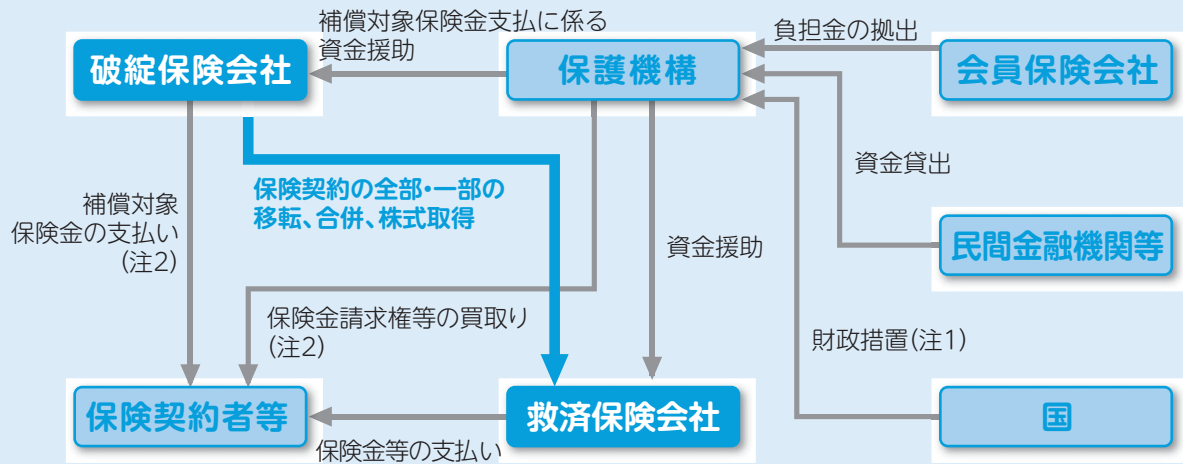 補償対象保険金支払に係る
資金援助
負担金の拠出
破綻保険会社
保護機構
会員保険会社
資金貸出
保険契約の全部・一部の
移転、合併、株式取得
補償対象
保険金の支払い
(注2)
資金援助
民間金融機関等
保険金請求権等の買取り
(注2)
財政措置(注1)
保険契約者等
救済保険会社
国
保険金等の支払い